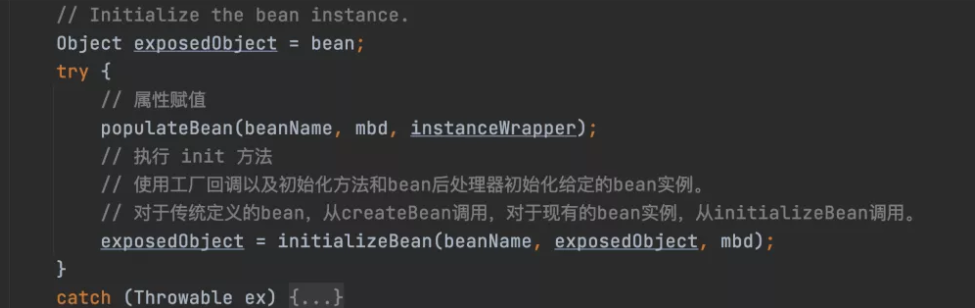 // Initialize the bean instance.
Object exposedObject = bean;
try {
// 属性赋值
populateBean(beanName, mbd, instanceWrapper);
// 执行 init 方法
// 使用工厂回调以及初始化方法和bean后处理器初始化给定的bean实例。
// 对于传统定义的bean，从createBean调用，对于现有的bean实例，从initializeBean调用。
exposedObject = initializeBean(beanName, exposedObject, mbd);
}
catch (Throwable ex) {...}